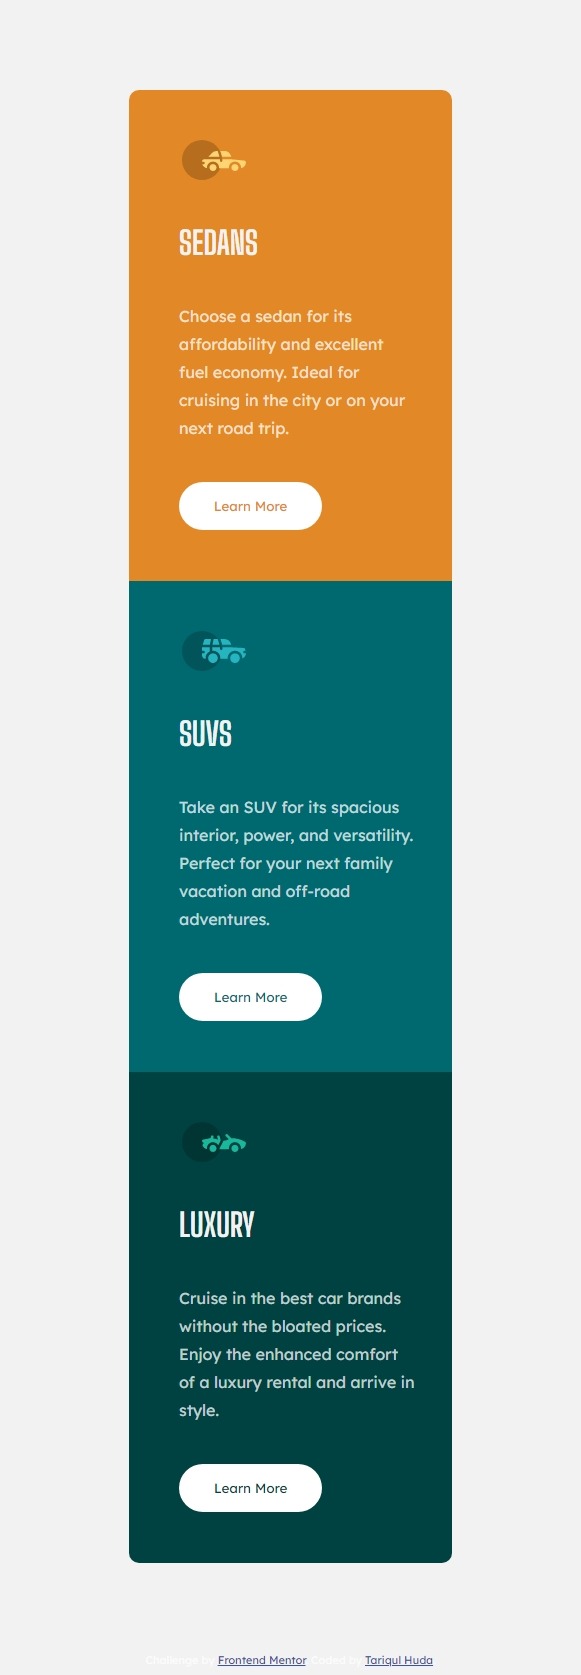 SEDANS
Choose a sedan for its
affordability and excellent
fuel economy. Ideal for
cruising in the city or on your
next road trip.
Learn More
SUVS
Take an SUV for its spacious
interior, power, and versatility.
Perfect for your next family
vacation and off-road
adventures.
Learn More
LUXURY
Cruise in the best car brands
without the bloated prices.
Enjoy the enhanced comfort
of a luxury rental and arrive in
style.
Learn More
Challenge by Frontend Mentor. Coded by Tariqul Huda